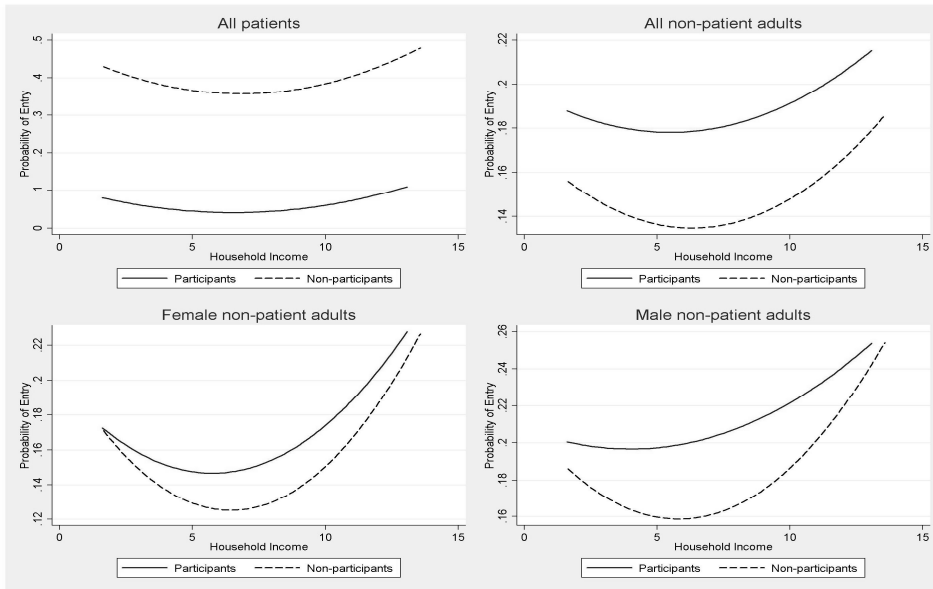 All patients
Probability of Entry
.5
.4
.3
.2
1
0
0 5 10 15
Household Income
Participants Non-participants
All non-patient adults
Probability of Entry
.22
.2
.18
.16
.14
0 5 10 15
Household Income
Participants Non-participants
Female non-patient adults
Probability of Entry
.22
.2
.18
.16
.14
.12
0 5 10 15
Household Income
Participants Non-participants
Male non-patient adults
Probability of Entry
.26
.24
.22
.2
.18
.16
0 5 10 15
Household Income
Participants Non-participants